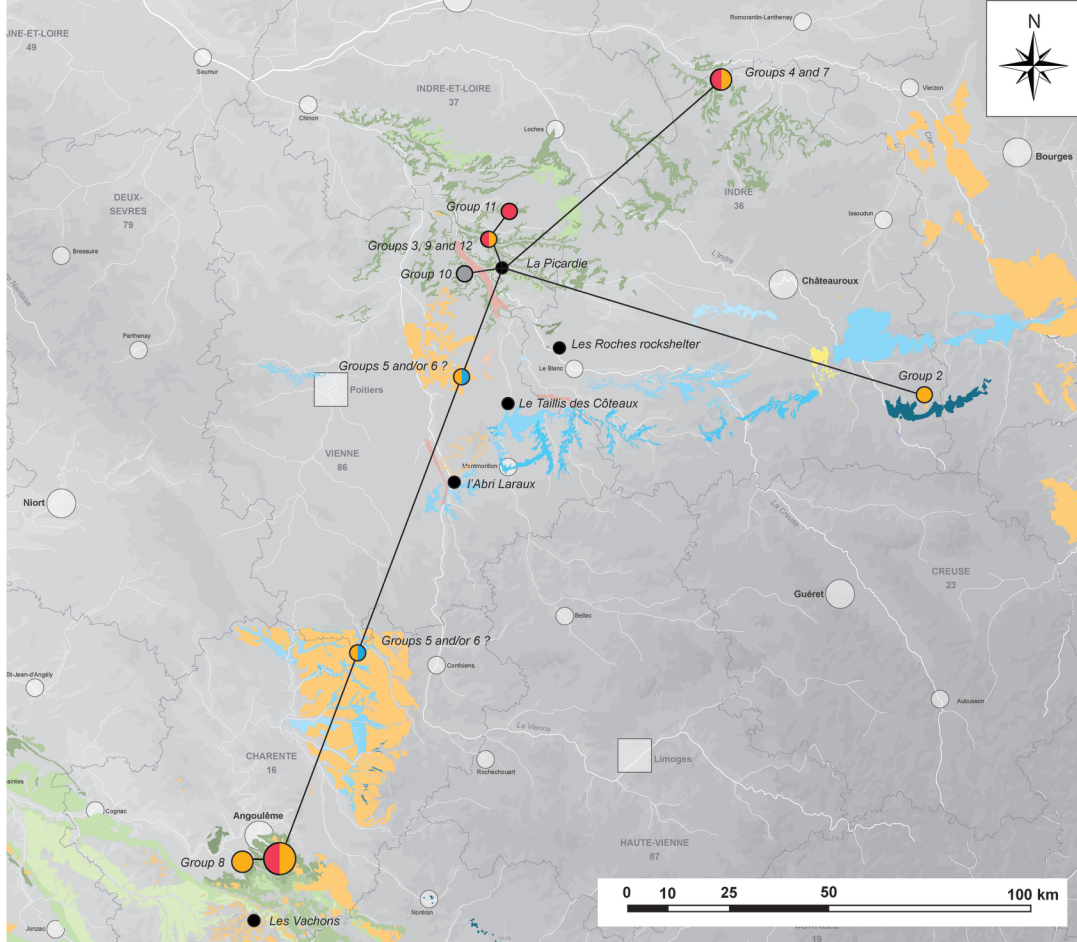 Romorantin-Lanthenay
N
AINE-ET-LOIRE
49
Saumur
Groups 4 and 7
INDRE-ET-LOIRE
37
Vierzon
Chinon
Loches
Cher
Bourges
DEUX-
SEVRES
79
INDRE
36
Group 11
Issoudun
Groups 3, 9 and 12
Bressuire
La Picardie
L'Indre
Group 10
Châteauroux
Nantaise
Parthenay
Les Roches rockshelter
Groups 5 and/or 6 ?
Le Blanc
Group 2
Poitiers
Le Taillis des Côteaux
VIENNE
86
Montmorillon
l'Abri Laraux
Niort
La Creuse
CREUSE
23
Guéret
Bellac
Groups 5 and/or 6 ?
Confolens
St-Jean-d'Angély
Aubusson
La Vienne
CHARENTE
16
Limoges
Rochechouart
Saintes
Cognac
Angoulême
HAUTE-VIENNE
87
Group 8
0 10 25 50 100 km
Nontron
Les Vachons
Jonzac
19